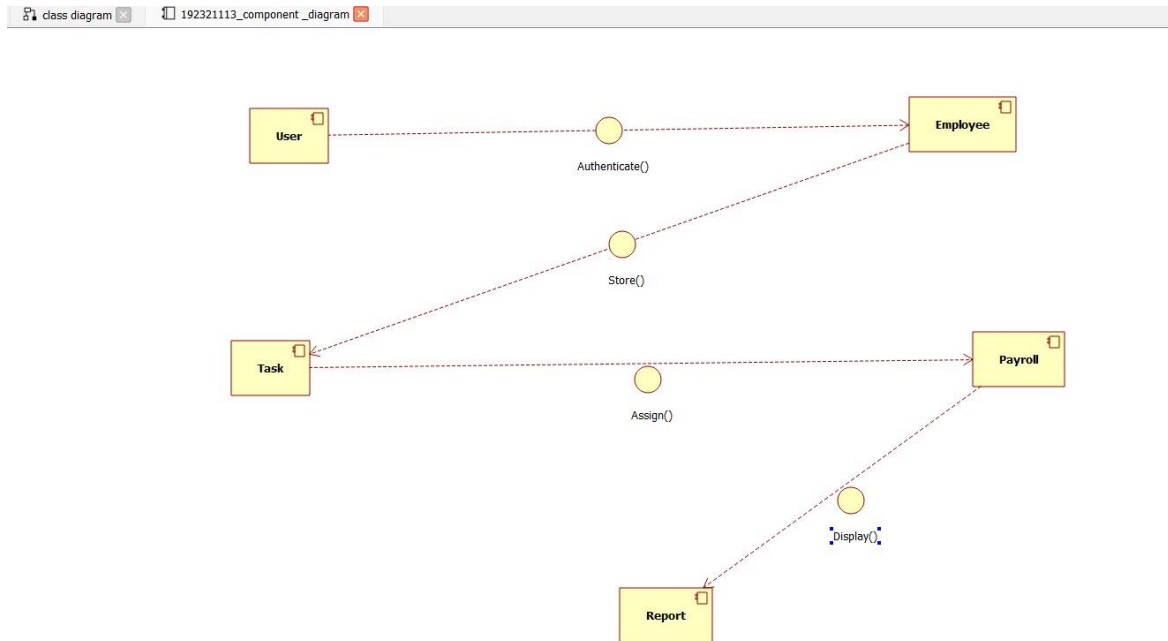 class diagram
192321113_component _diagram
User
Employee
Authenticate()
Store()
Task
Payroll
Assign()
Display()
Report